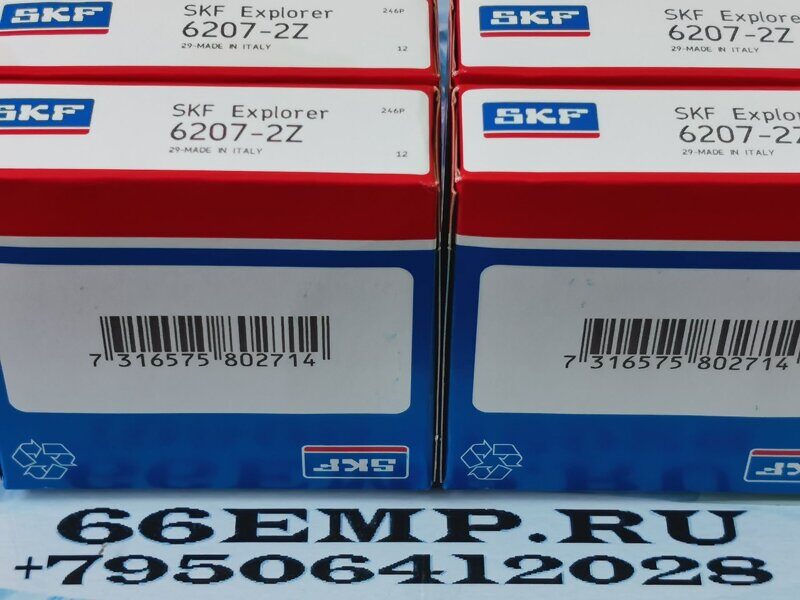 SKF
SKF Explorer
246P
6207-2Z
29-MADE IN ITALY
12
SKF
SKF Explorer
6207-2Z
29-MADE IN ITALY
SKF
SKF Explorer
246P
6207-2Z
29-MADE IN ITALY
12
SKF
SKF Explorer
6207-2Z
29-MADE IN ITALY
7 316575 802714
7 316575 802714
SKF
SKF
66EMP.RU
+79506412028